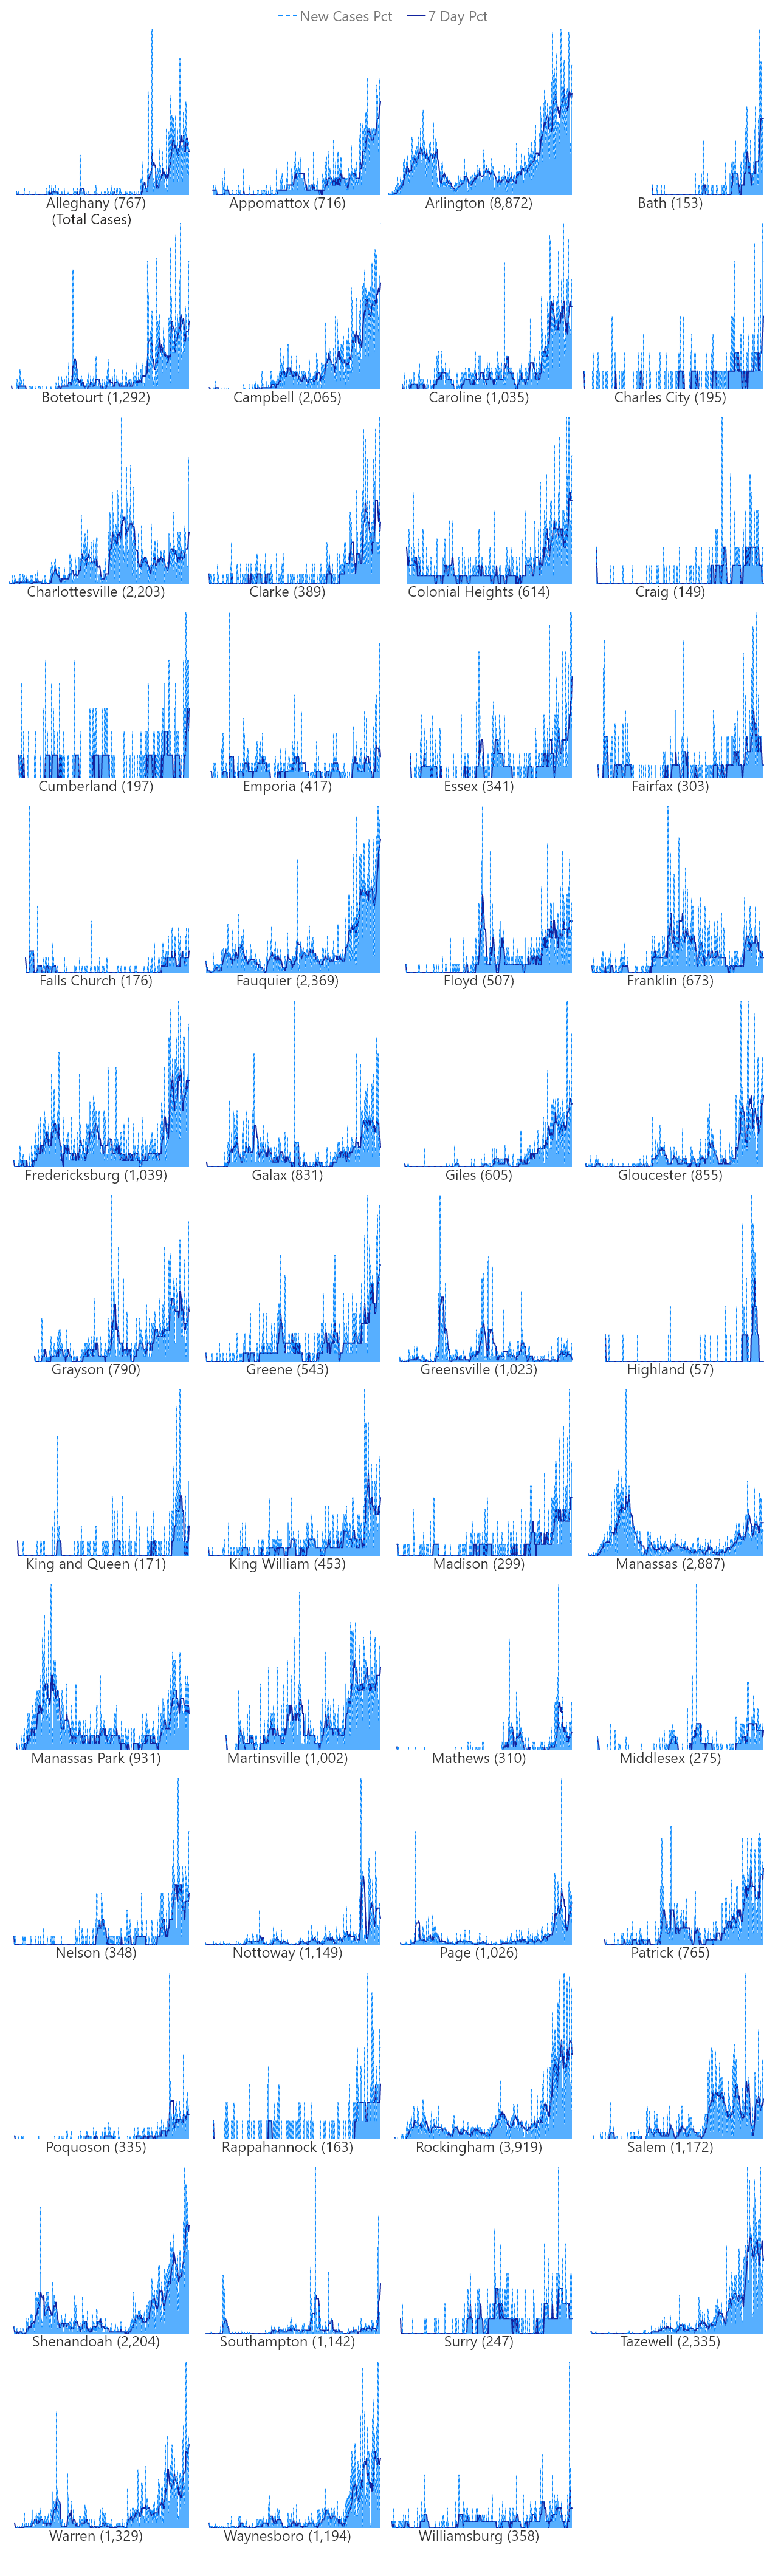 New Cases Pct 7 Day Pct
Alleghany (767) Appomattox (716) Arlington (8,872) Bath (153)
(Total Cases)
Botetourt (1,292) Campbell (2,065) Caroline (1,035) Charles City (195)
Charlottesville (2,203) Clarke (389) Colonial Heights (614) Craig (149)
Cumberland (197) Emporia (417) Essex (341) Fairfax (303)
Falls Church (176) Fauquier (2,369) Floyd (507) Franklin (673)
Fredericksburg (1,039) Galax (831) Giles (605) Gloucester (855)
Grayson (790) Greene (543) Greensville (1,023) Highland (57)
King and Queen (171) King William (453) Madison (299) Manassas (2,887)
Manassas Park (931) Martinsville (1,002) Mathews (310) Middlesex (275)
Nelson (348) Nottoway (1,149) Page (1,026) Patrick (765)
Poquoson (335) Rappahannock (163) Rockingham (3,919) Salem (1,172)
Shenandoah (2,204) Southampton (1,142) Surry (247) Tazewell (2,335)
Warren (1,329) Waynesboro (1,194) Williamsburg (358)